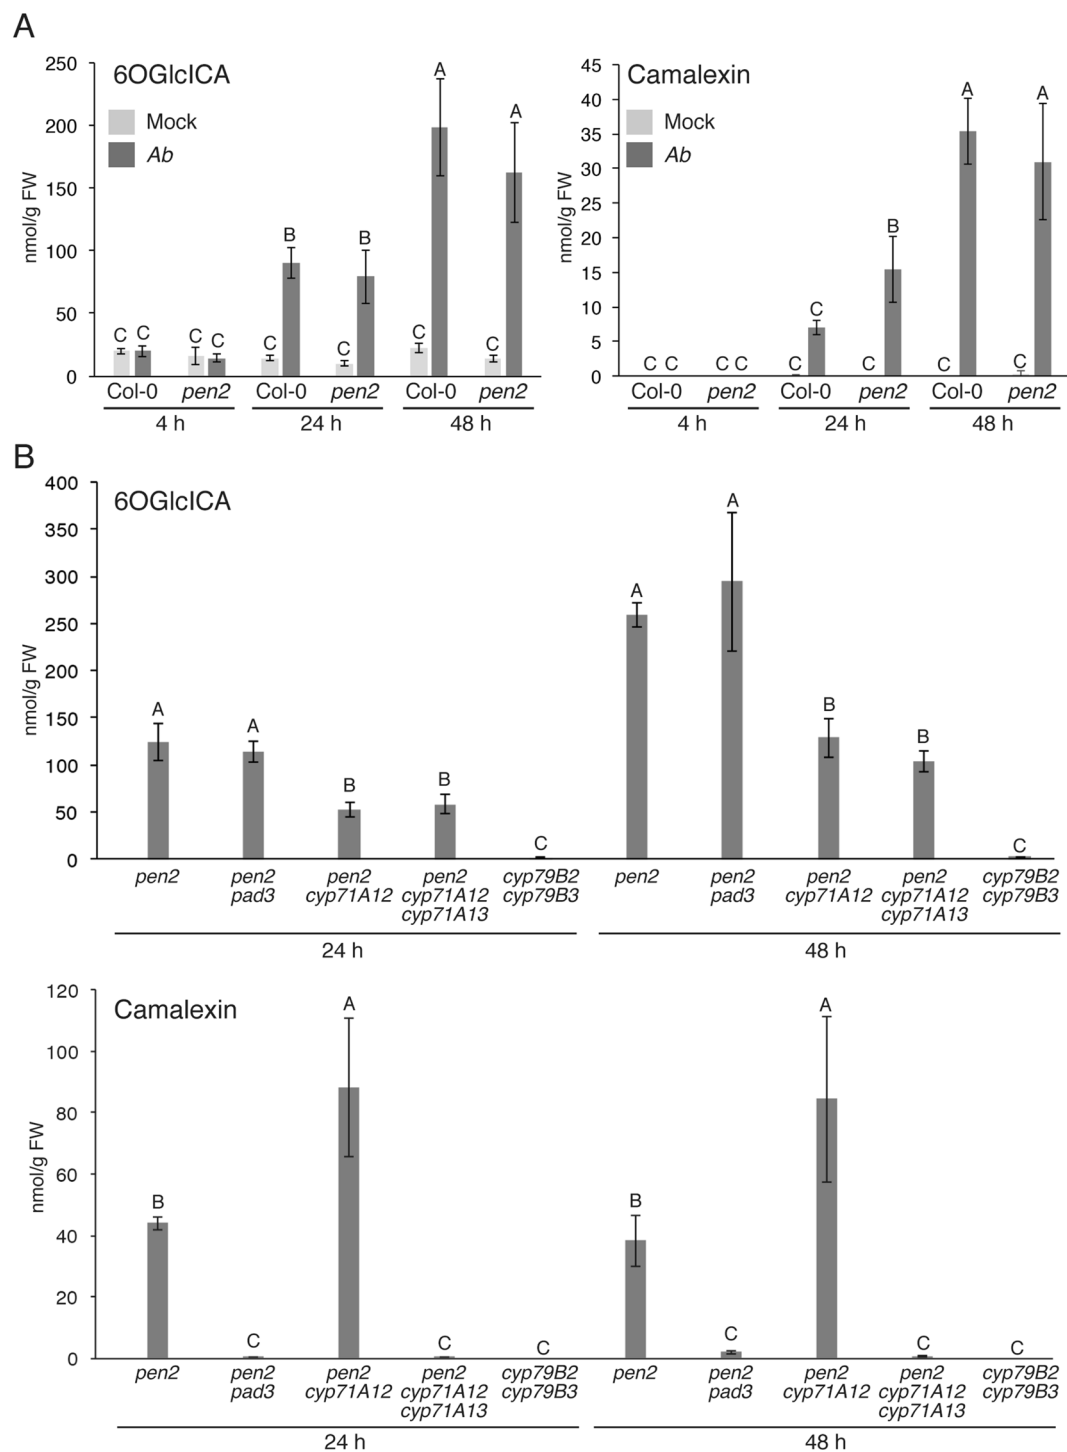 A
6OGlcICA
Mock
Ab
nmol/g FW
250
200
150
100
50
0
C C C C C B C B C A C A
Col-0 pen2 Col-0 pen2 Col-0 pen2
4 h 24 h 48 h
Camalexin
Mock
Ab
nmol/g FW
45
40
35
30
25
20
15
10
5
0
C C C C C C C B C A C A
Col-0 pen2 Col-0 pen2 Col-0 pen2
4 h 24 h 48 h
B
6OGlcICA
nmol/g FW
400
350
300
250
200
150
100
50
0
A A B B C A A B B C
pen2 pen2 pen2 pen2 cyp79B2 pen2 pen2 pen2 pen2 cyp79B2
pad3 cyp71A12 cyp71A12 cyp79B3 pad3 cyp71A12 cyp71A12 cyp79B3
cyp71A13 cyp71A13
24 h 48 h
Camalexin
nmol/g FW
120
100
80
60
40
20
0
B C A C C B C A C C
pen2 pen2 pen2 pen2 cyp79B2 pen2 pen2 pen2 pen2 cyp79B2
pad3 cyp71A12 cyp71A12 cyp79B3 pad3 cyp71A12 cyp71A12 cyp79B3
cyp71A13 cyp71A13
24 h 48 h